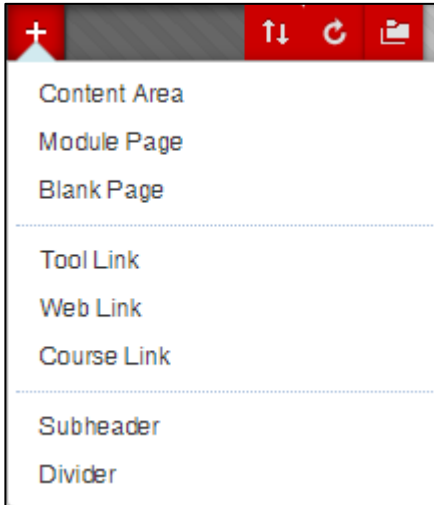 Content Area
Module Page
Blank Page
Tool Link
Web Link
Course Link
Subheader
Divider